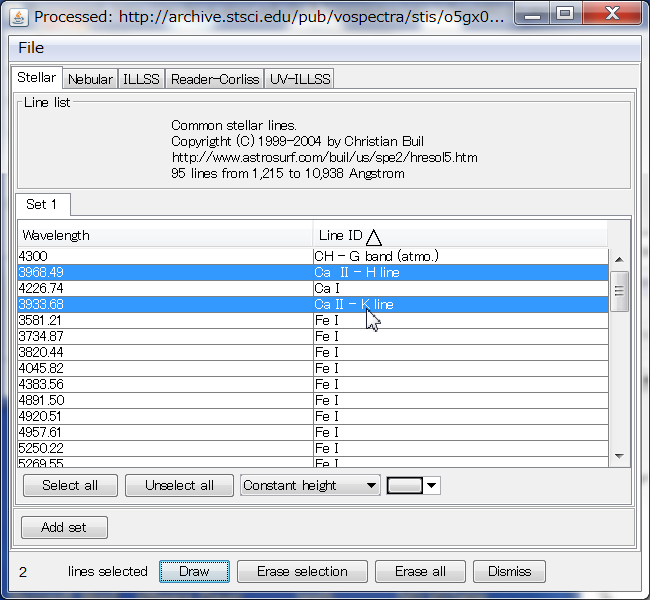 Processed: http://archive.stsci.edu/pub/vospectra/stis/o5gx0...
File
Stellar Nebular ILLSS Reader-Corliss UV-ILLSS
Line list
Common stellar lines.
Copyright (C) 1999-2004 by Christian Buil
http://www.astrosurf.com/buil/us/spe2/hresol5.htm
95 lines from 1,215 to 10,938 Angstrom
Set 1
Wavelength Line ID
4300 CH - G band (atmo.)
3968.49 Ca II - H line
4226.74 Ca I
3933.68 Ca II - K line
3581.21 Fe I
3734.87 Fe I
3820.44 Fe I
4045.82 Fe I
4383.56 Fe I
4891.50 Fe I
4920.51 Fe I
4957.61 Fe I
5250.22 Fe I
5269.55 Fe I
Select all Unselect all Constant height
Add set
2 lines selected Draw Erase selection Erase all Dismiss